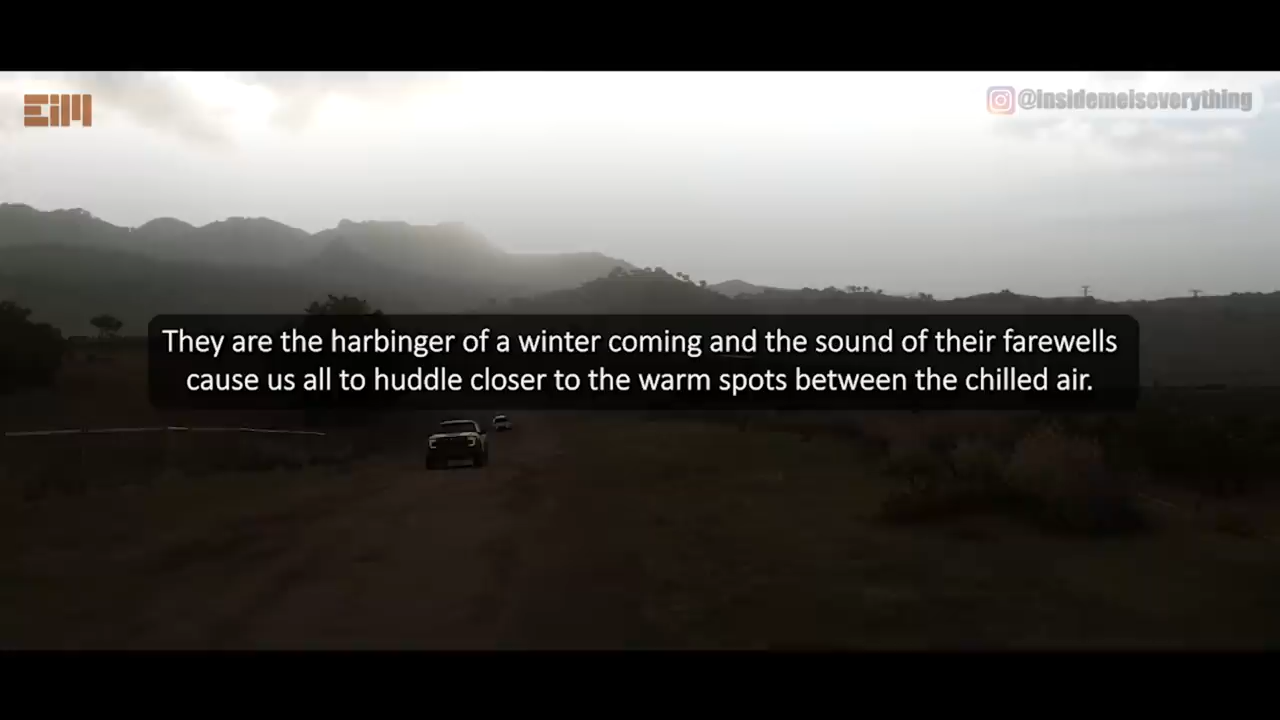 EiM
@insidemeiseverything
They are the harbinger of a winter coming and the sound of their farewells
cause us all to huddle closer to the warm spots between the chilled air.